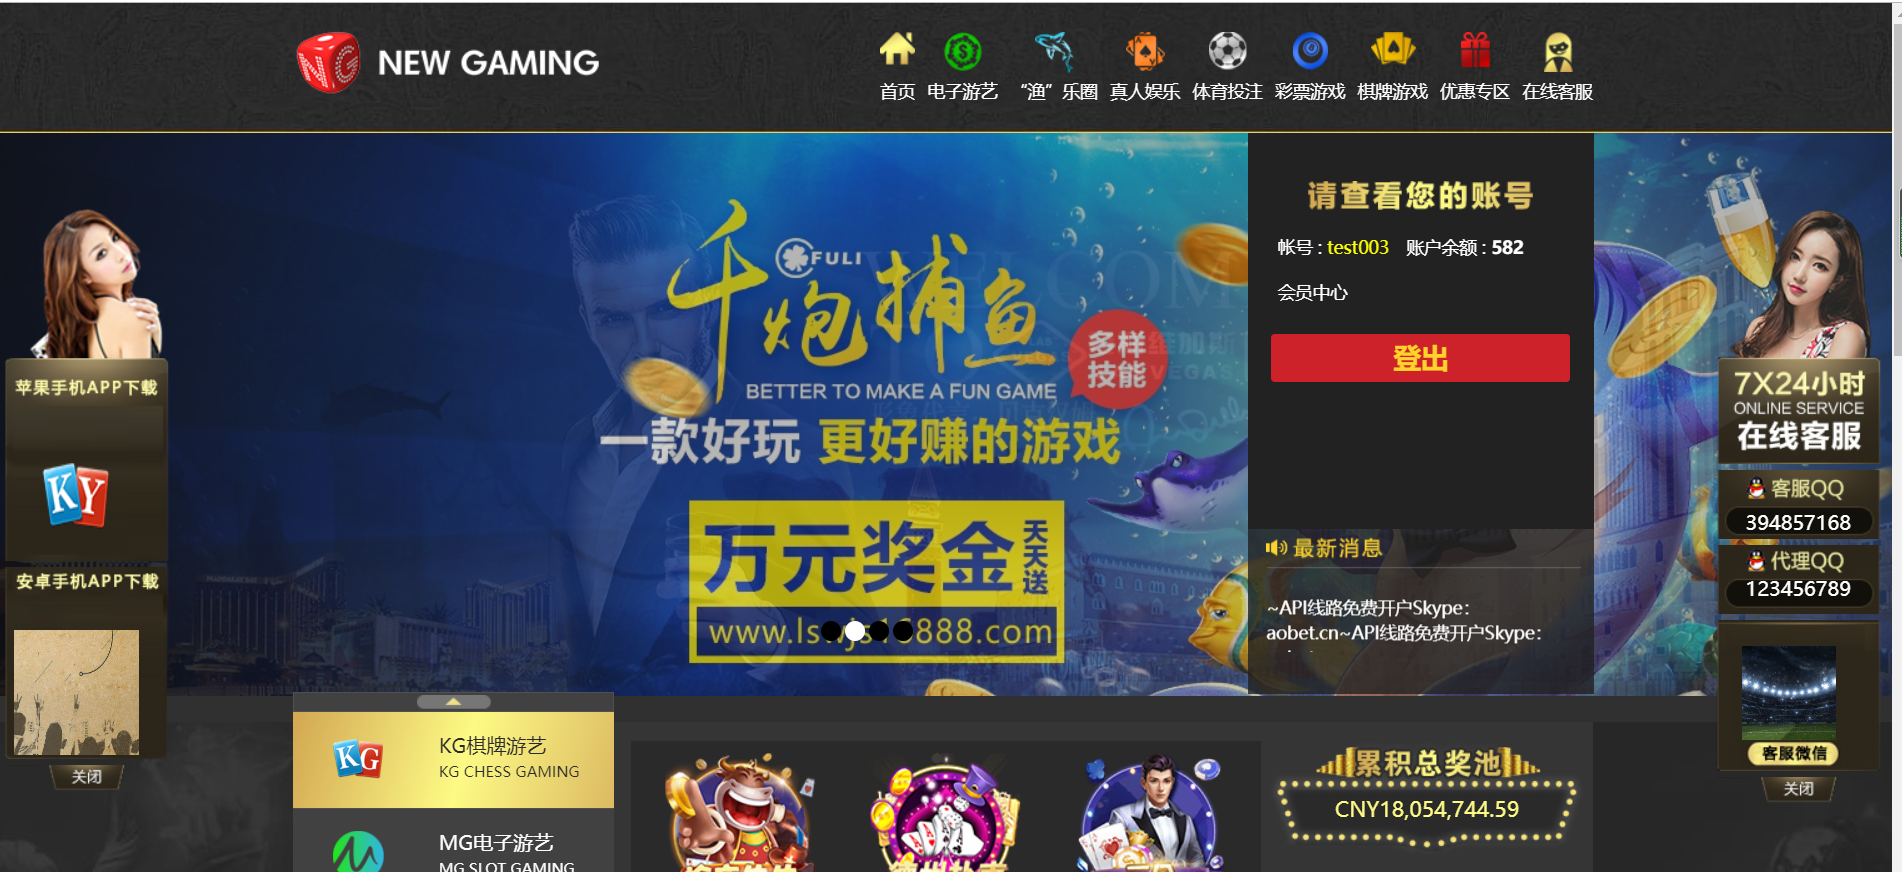 NG NEW GAMING
首页 电子游艺 “渔”乐圈 真人娱乐 体育投注 彩票游戏 棋牌游戏 优惠专区 在线客服
请查看您的账号
帐号 : test003 账户余额 : 582
会员中心
登出
FULI
千炮捕鱼
多样
技能
BETTER TO MAKE A FUN GAME
一款好玩 更好赚的游戏
万元奖金 天天送
最新消息
~API线路免费开户Skype：
aobet.cn~API线路免费开户Skype：
苹果手机APP下载
KY
安卓手机APP下载
关闭
7X24小时
ONLINE SERVICE
在线客服
客服QQ
394857168
代理QQ
123456789
客服微信
关闭
KG
KG棋牌游艺
KG CHESS GAMING
MG电子游艺
MG SLOT GAMING
累积总奖池
CNY18,054,744.59